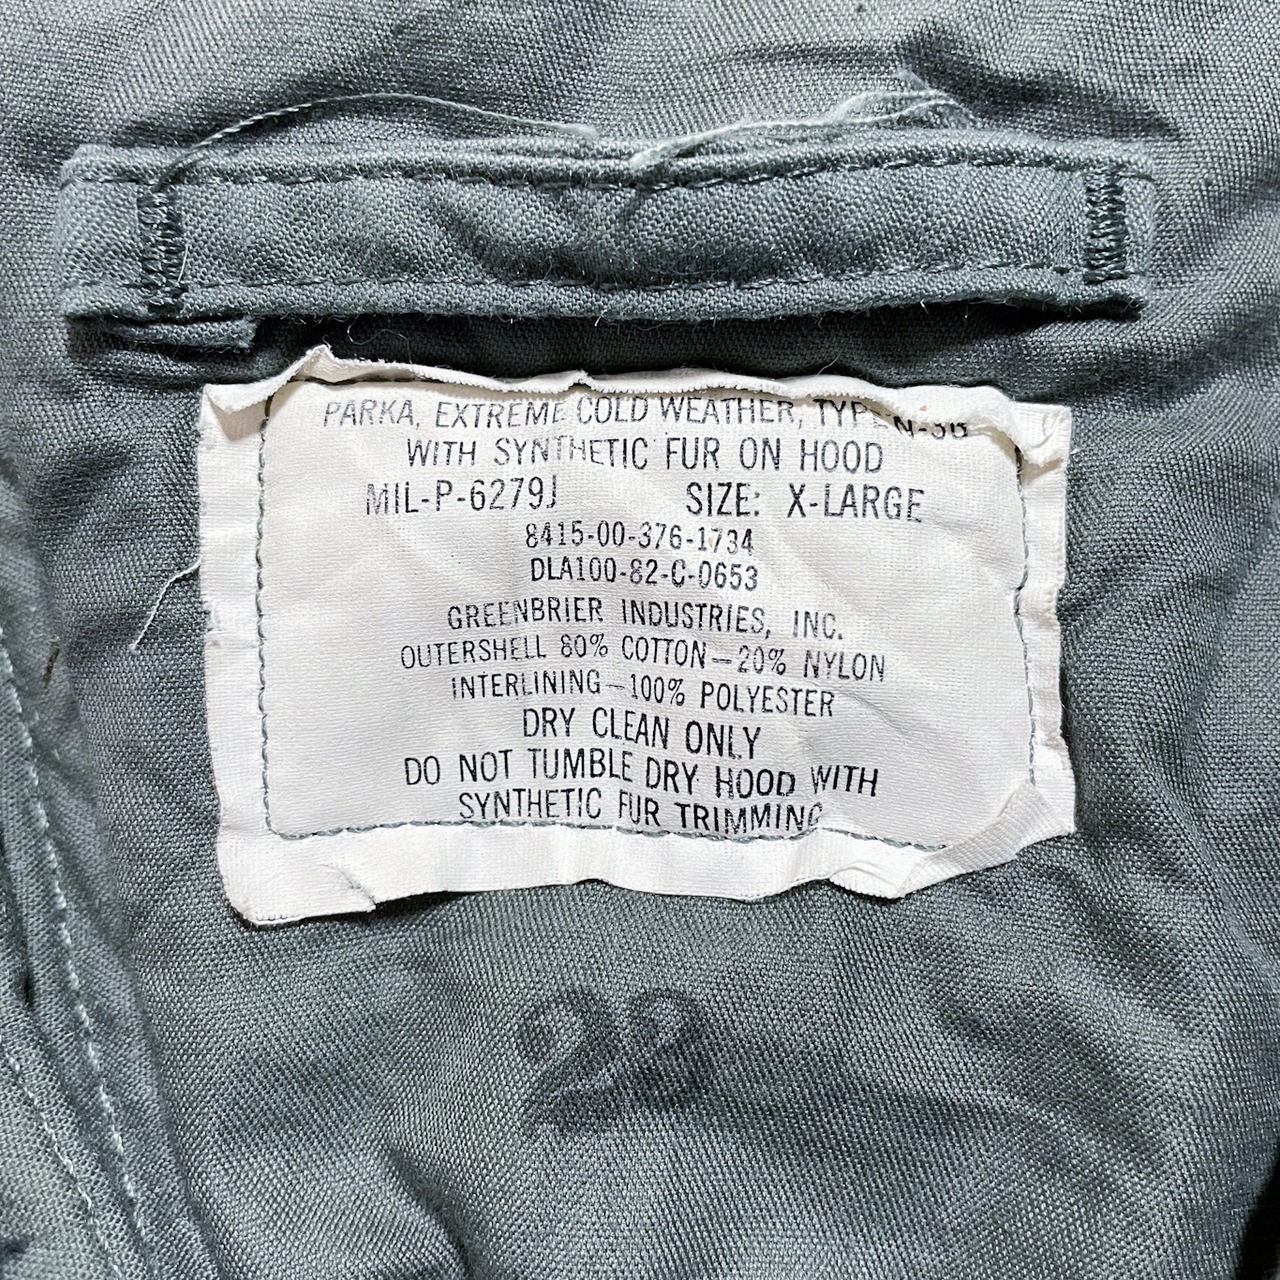 PARKA, EXTREME COLD WEATHER, TYPE N-3B
WITH SYNTHETIC FUR ON HOOD
MIL-P-6279J SIZE: X-LARGE
8415-00-376-1734
DLA100-82-C-0653
GREENBRIER INDUSTRIES, INC.
OUTERSHELL 80% COTTON—20% NYLON
INTERLINING—100% POLYESTER
DRY CLEAN ONLY
DO NOT TUMBLE DRY HOOD WITH
SYNTHETIC FUR TRIMMING
22